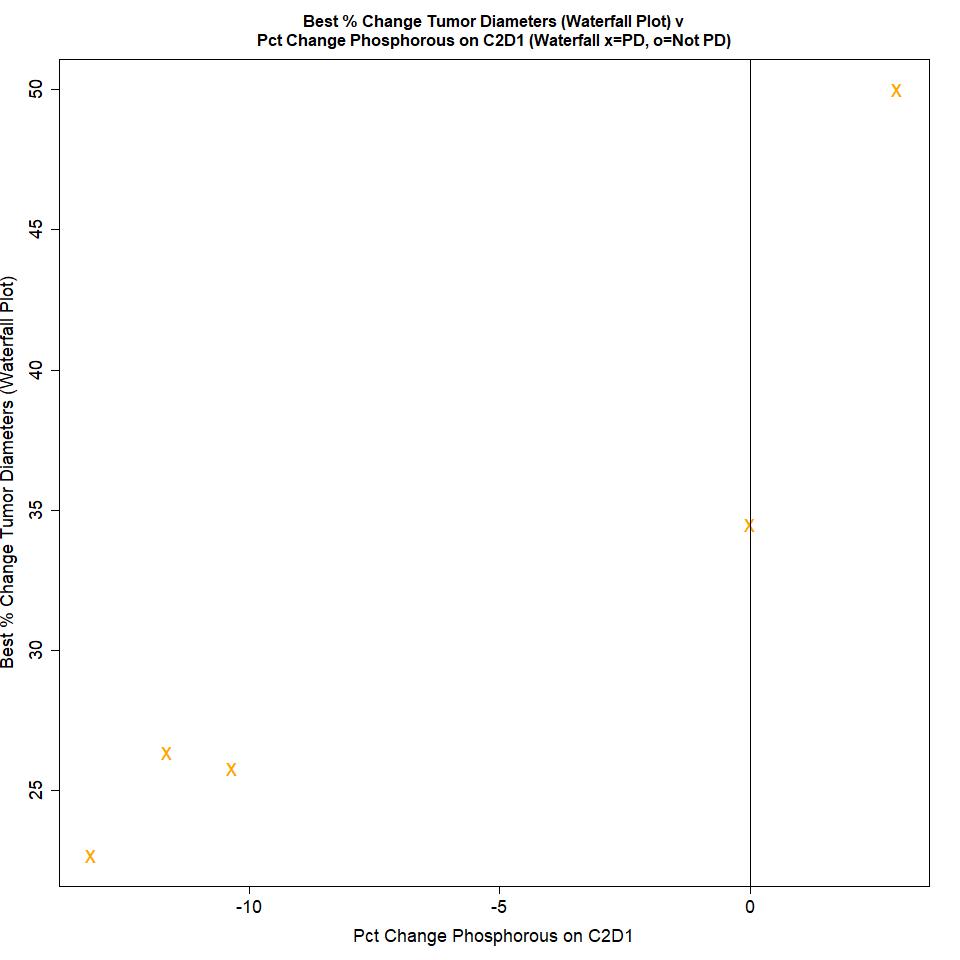 Best % Change Tumor Diameters (Waterfall Plot) v
Pct Change Phosphorous on C2D1 (Waterfall x=PD, o=Not PD)
Best % Change Tumor Diameters (Waterfall Plot)
50
45
40
35
30
25
X
X
X
X
X
-10
-5
0
Pct Change Phosphorous on C2D1